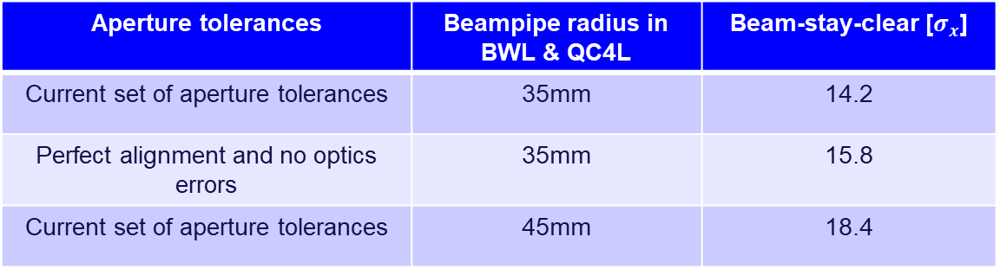 Aperture tolerances
Beampipe radius in
BWL & QC4L
Beam-stay-clear [𝝈𝒙]
Current set of aperture tolerances
35mm
14.2
Perfect alignment and no optics
errors
35mm
15.8
Current set of aperture tolerances
45mm
18.4